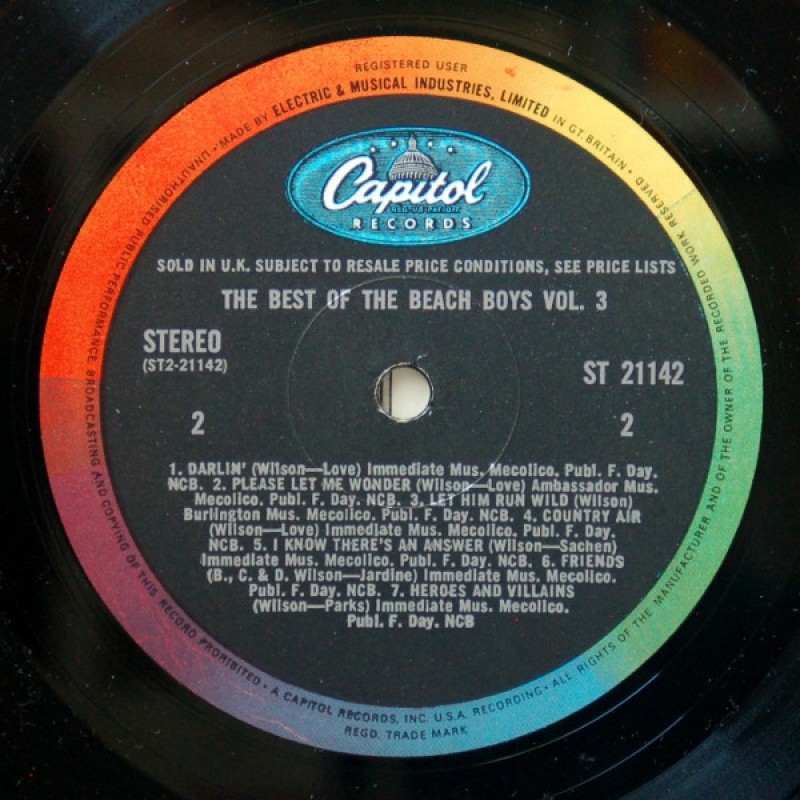 REGISTERED USER
UNAUTHORISED PUBLIC PERFORMANCE, BROADCASTING AND COPYING OF THIS RECORD PROHIBITED • A CAPITOL RECORDS, INC. U.S.A. RECORDING • ALL RIGHTS OF THE MANUFACTURER AND OF THE OWNER OF THE RECORDED WORK RESERVED
• MADE BY ELECTRIC & MUSICAL INDUSTRIES, LIMITED IN GT. BRITAIN •
Capitol
REG. U.S. PAT. OFF.
RECORDS
SOLD IN U.K. SUBJECT TO RESALE PRICE CONDITIONS, SEE PRICE LISTS
THE BEST OF THE BEACH BOYS VOL. 3
STEREO
(ST2-21142)
ST 21142
2
2
1. DARLIN' (Wilson—Love) Immediate Mus. Mecolico. Publ. F. Day.
NCB. 2. PLEASE LET ME WONDER (Wilson—Love) Ambassador Mus.
Mecolico. Publ. F. Day. NCB. 3. LET HIM RUN WILD (Wilson)
Burlington Mus. Mecolico. Publ. F. Day. NCB. 4. COUNTRY AIR
(Wilson—Love) Immediate Mus. Mecolico. Publ. F. Day.
NCB. 5. I KNOW THERE'S AN ANSWER (Wilson—Sachen)
Immediate Mus. Mecolico. Publ. F. Day NCB. 6. FRIENDS
(B., C. & D. Wilson—Jardine) Immediate Mus. Mecolico.
Publ. F. Day. NCB. 7. HEROES AND VILLAINS
(Wilson—Parks) Immediate Mus. Mecolico.
Publ. F. Day. NCB
REGD. TRADE MARK